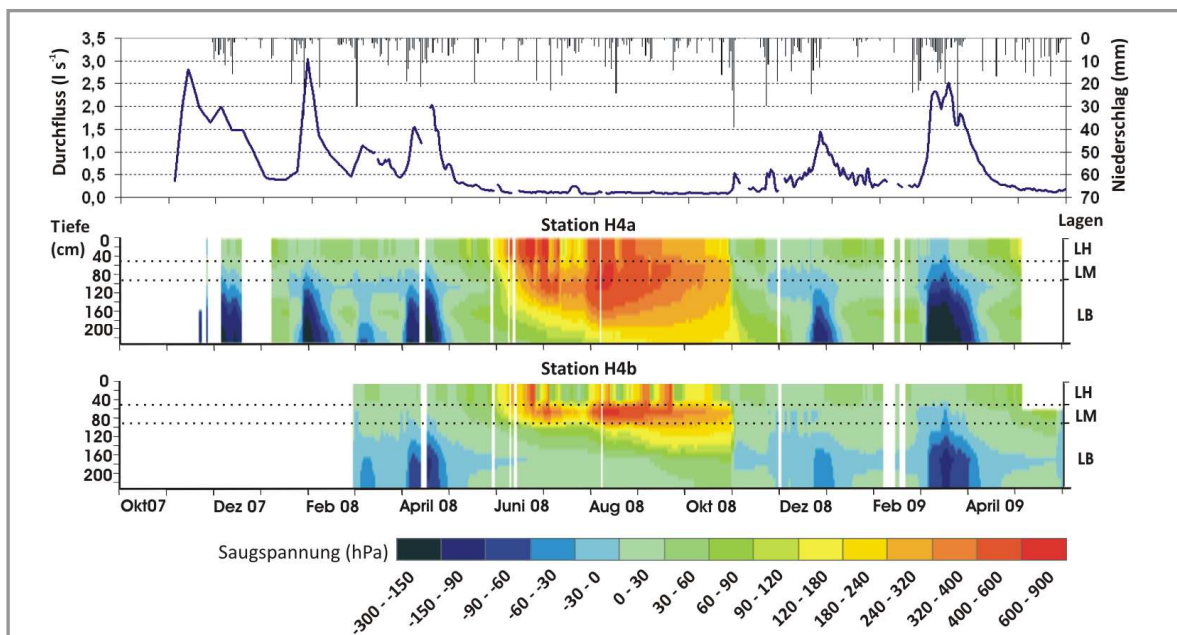 Durchfluss (l s⁻¹)
3,5
3,0
2,5
2,0
1,5
1,0
0,5
0,0
0
10
20
30
40
50
60
70
Niederschlag (mm)
Tiefe
(cm)
Station H4a
Lagen
0
40
80
120
160
200
LH
LM
LB
Station H4b
0
40
80
120
160
200
LH
LM
LB
Okt07 Dez 07 Feb 08 April 08 Juni 08 Aug 08 Okt 08 Dez 08 Feb 09 April 09
Saugspannung (hPa)
-300 - -150
-150 - -90
-90 - -60
-60 - -30
-30 - 0
0 - 30
30 - 60
60 - 90
90 - 120
120 - 180
180 - 240
240 - 320
320 - 400
400 - 600
600 - 900